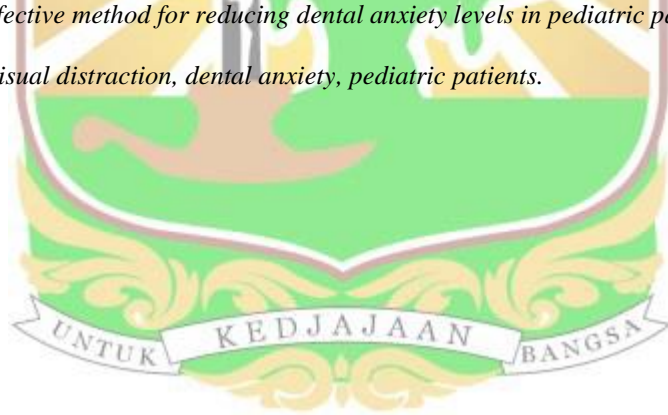 fective method for reducing dental anxiety levels in pediatric pa
isual distraction, dental anxiety, pediatric patients.
UNTUK KEDJAJAAN BANGSA